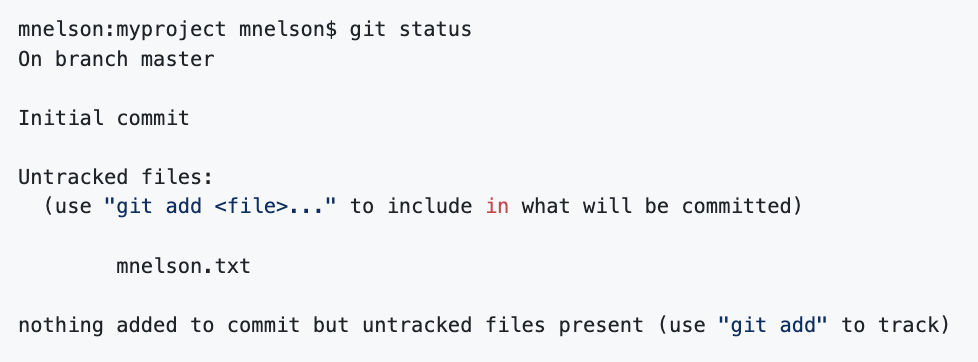 mnelson:myproject mnelson$ git status
On branch master
Initial commit
Untracked files:
(use "git add <file>..." to include in what will be committed)
mnelson.txt
nothing added to commit but untracked files present (use "git add" to track)